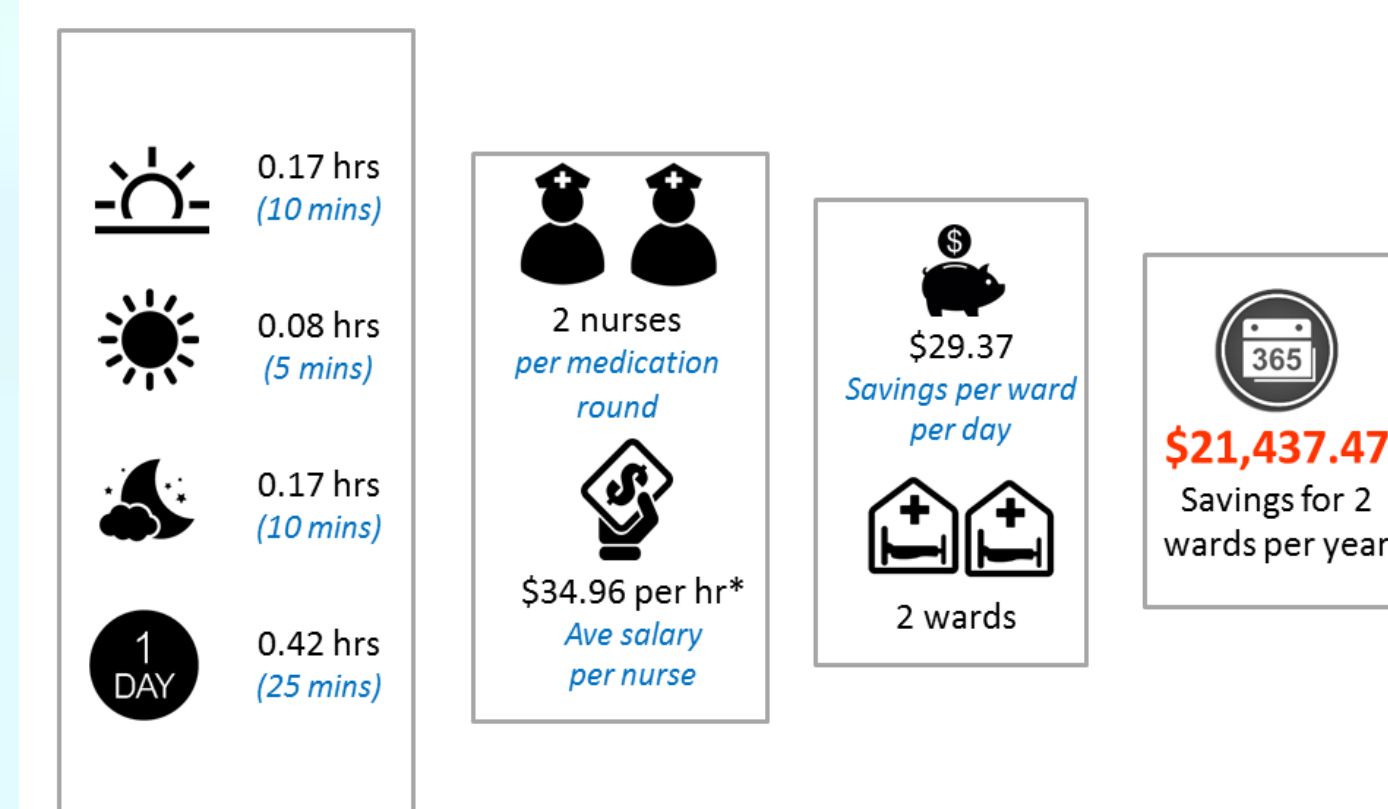 0.17 hrs
(10 mins)
0.08 hrs
(5 mins)
0.17 hrs
(10 mins)
1
DAY
0.42 hrs
(25 mins)
2 nurses
per medication
round
$
$34.96 per hr*
Ave salary
per nurse
$
$29.37
Savings per ward
per day
2 wards
365
$21,437.47
Savings for 2
wards per year